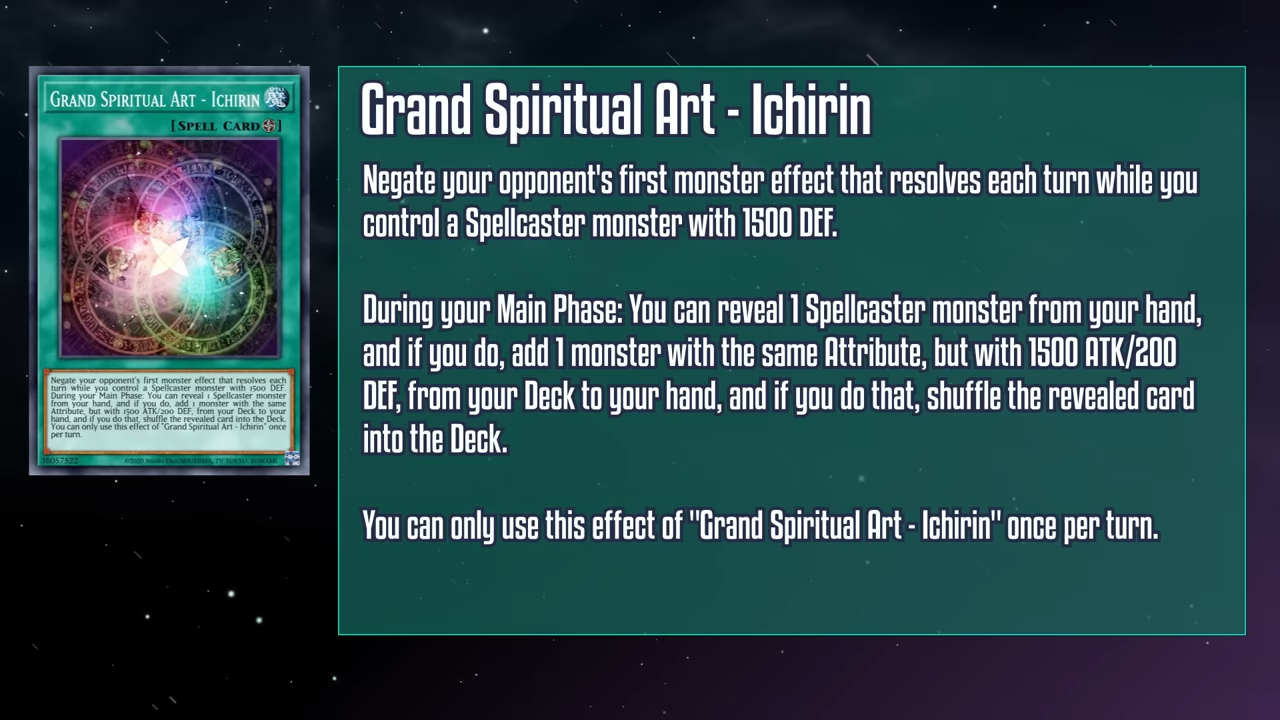 GRAND SPIRITUAL ART - ICHIRIN
[SPELL CARD]
Negate your opponent's first monster effect that resolves each
turn while you control a Spellcaster monster with 1500 DEF.
During your Main Phase: You can reveal 1 Spellcaster monster
from your hand, and if you do, add 1 monster with the same
Attribute, but with 1500 ATK/200 DEF, from your Deck to your
hand, and if you do that, shuffle the revealed card into the Deck.
You can only use this effect of "Grand Spiritual Art - Ichirin" once
per turn.
38057522
Grand Spiritual Art - Ichirin
Negate your opponent's first monster effect that resolves each turn while you
control a Spellcaster monster with 1500 DEF.
During your Main Phase: You can reveal 1 Spellcaster monster from your hand,
and if you do, add 1 monster with the same Attribute, but with 1500 ATK/200
DEF, from your Deck to your hand, and if you do that, shuffle the revealed card
into the Deck.
You can only use this effect of "Grand Spiritual Art - Ichirin" once per turn.